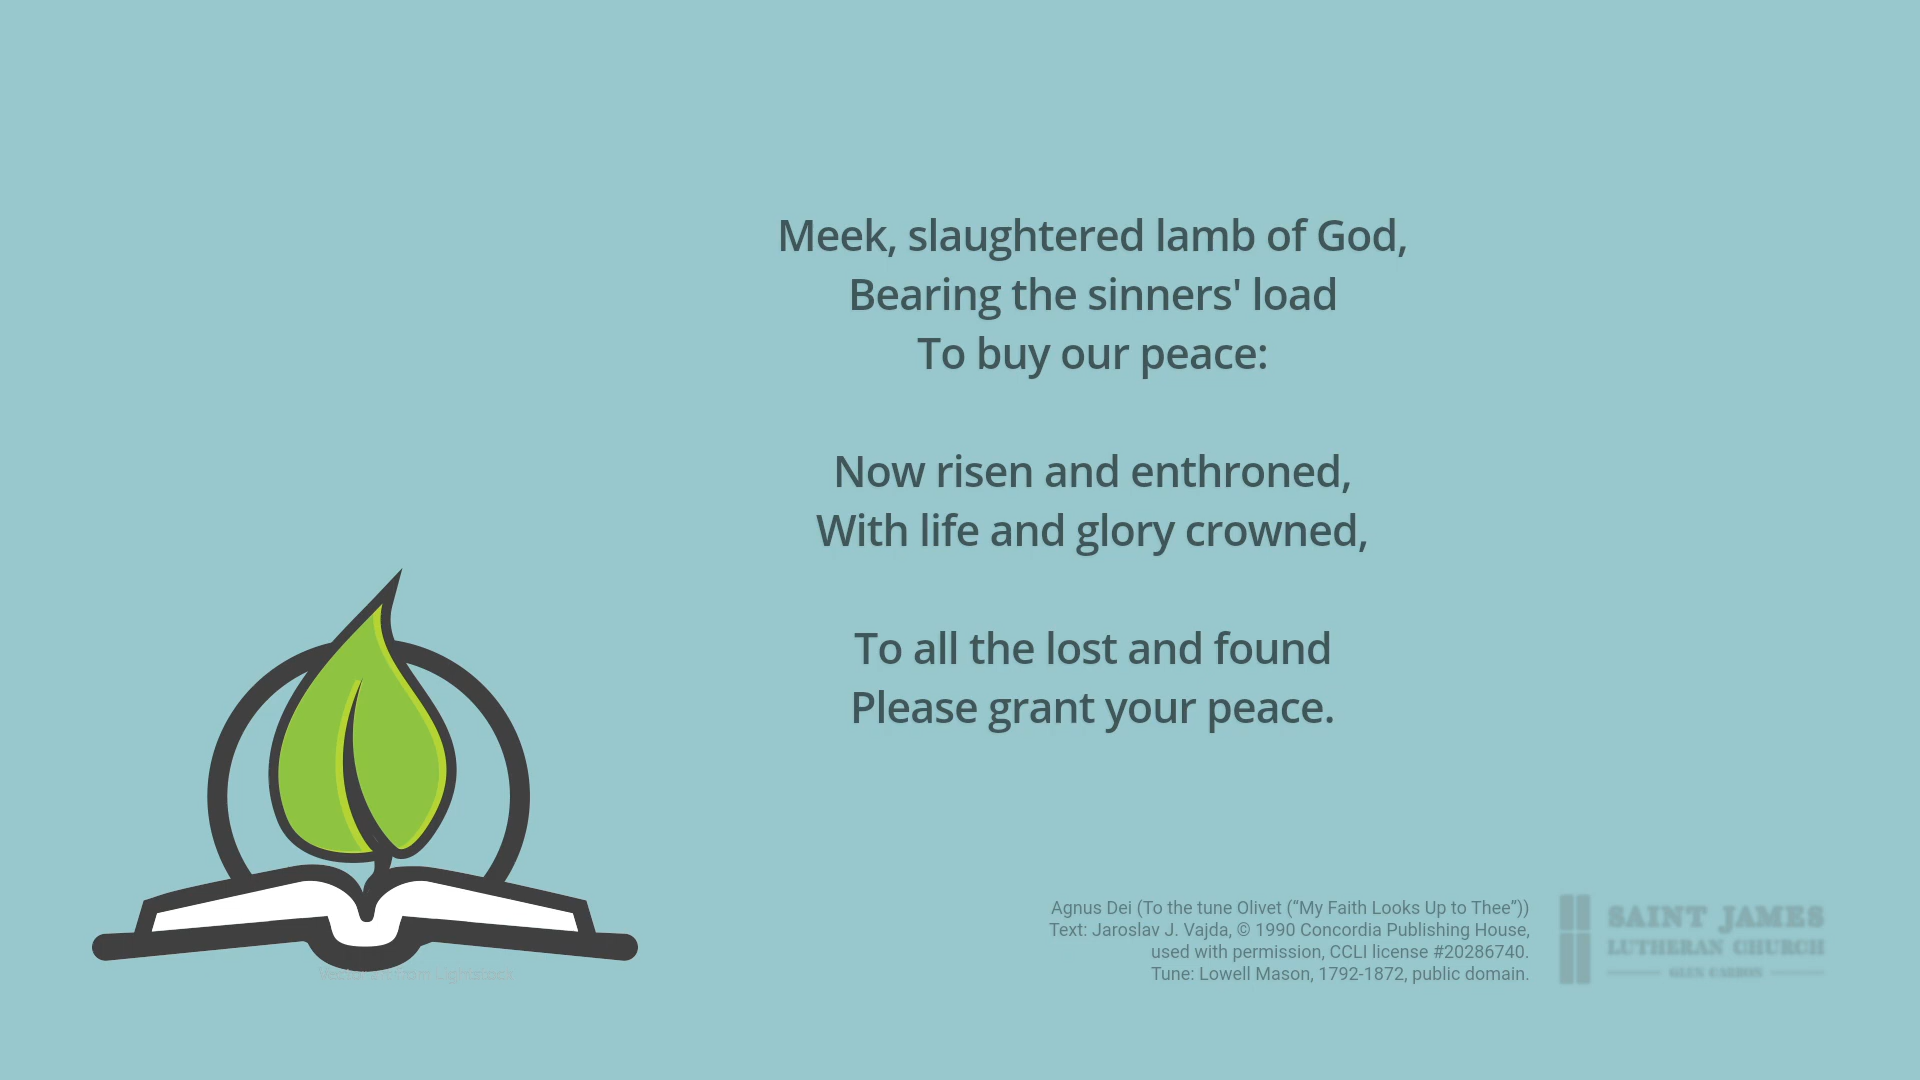 Meek, slaughtered lamb of God,
Bearing the sinners' load
To buy our peace:
Now risen and enthroned,
With life and glory crowned,
To all the lost and found
Please grant your peace.
Agnus Dei (To the tune Olivet (“My Faith Looks Up to Thee”))
Text: Jaroslav J. Vajda, © 1990 Concordia Publishing House,
used with permission, CCLI license #20286740.
Tune: Lowell Mason, 1792-1872, public domain.
SAINT JAMES
LUTHERAN CHURCH
GLEN CARBON